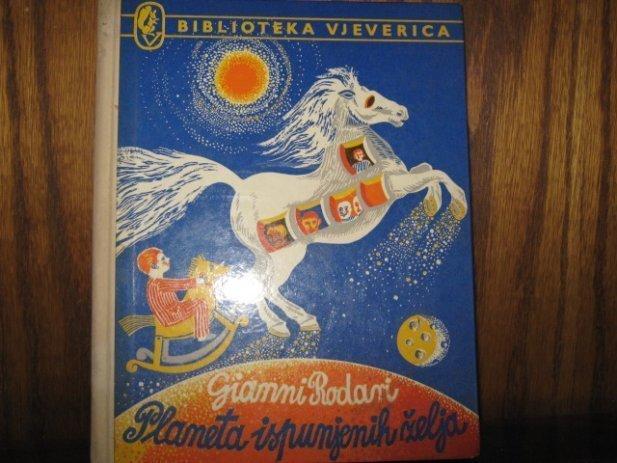 BIBLIOTEKA VJEVERICA
Gianni Rodari
Planeta ispunjenih želja